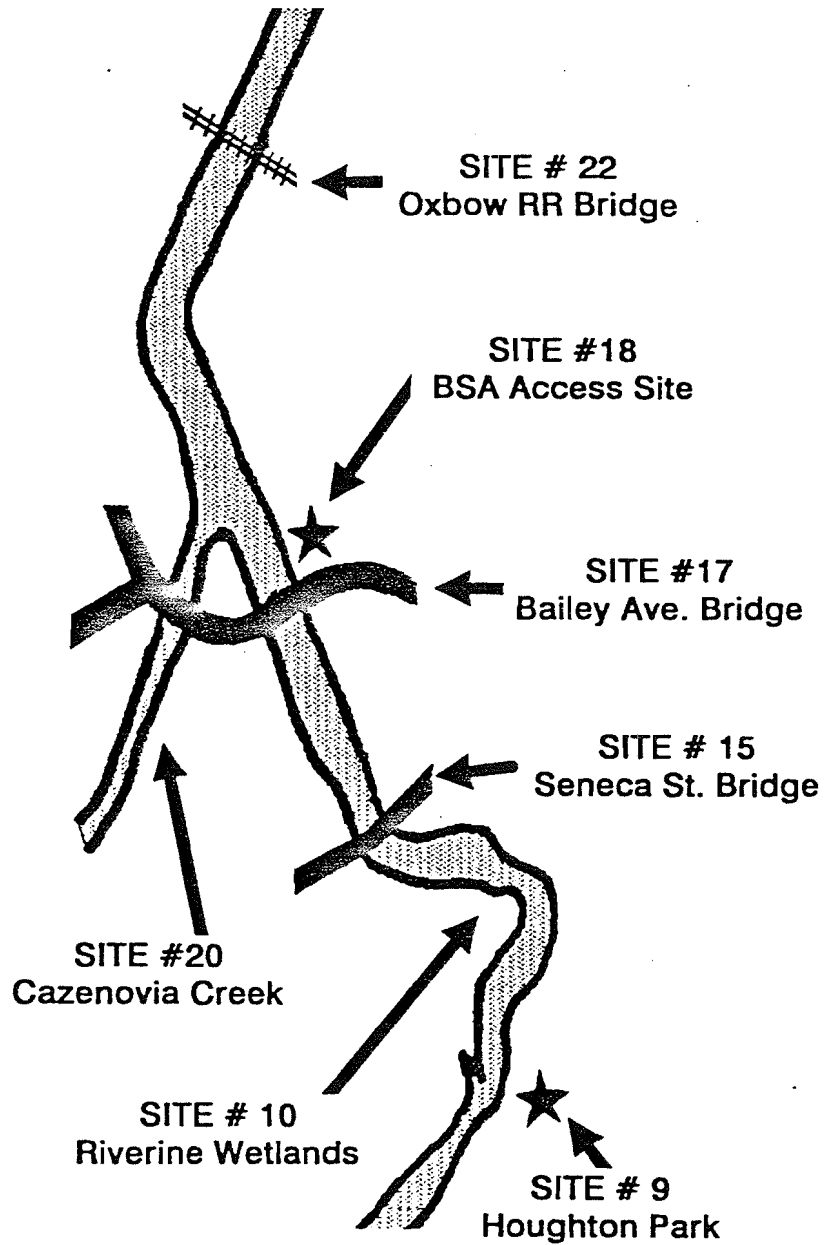 SITE # 22
Oxbow RR Bridge
SITE #18
BSA Access Site
SITE #17
Bailey Ave. Bridge
SITE # 15
Seneca St. Bridge
SITE #20
Cazenovia Creek
SITE # 10
Riverine Wetlands
SITE # 9
Houghton Park